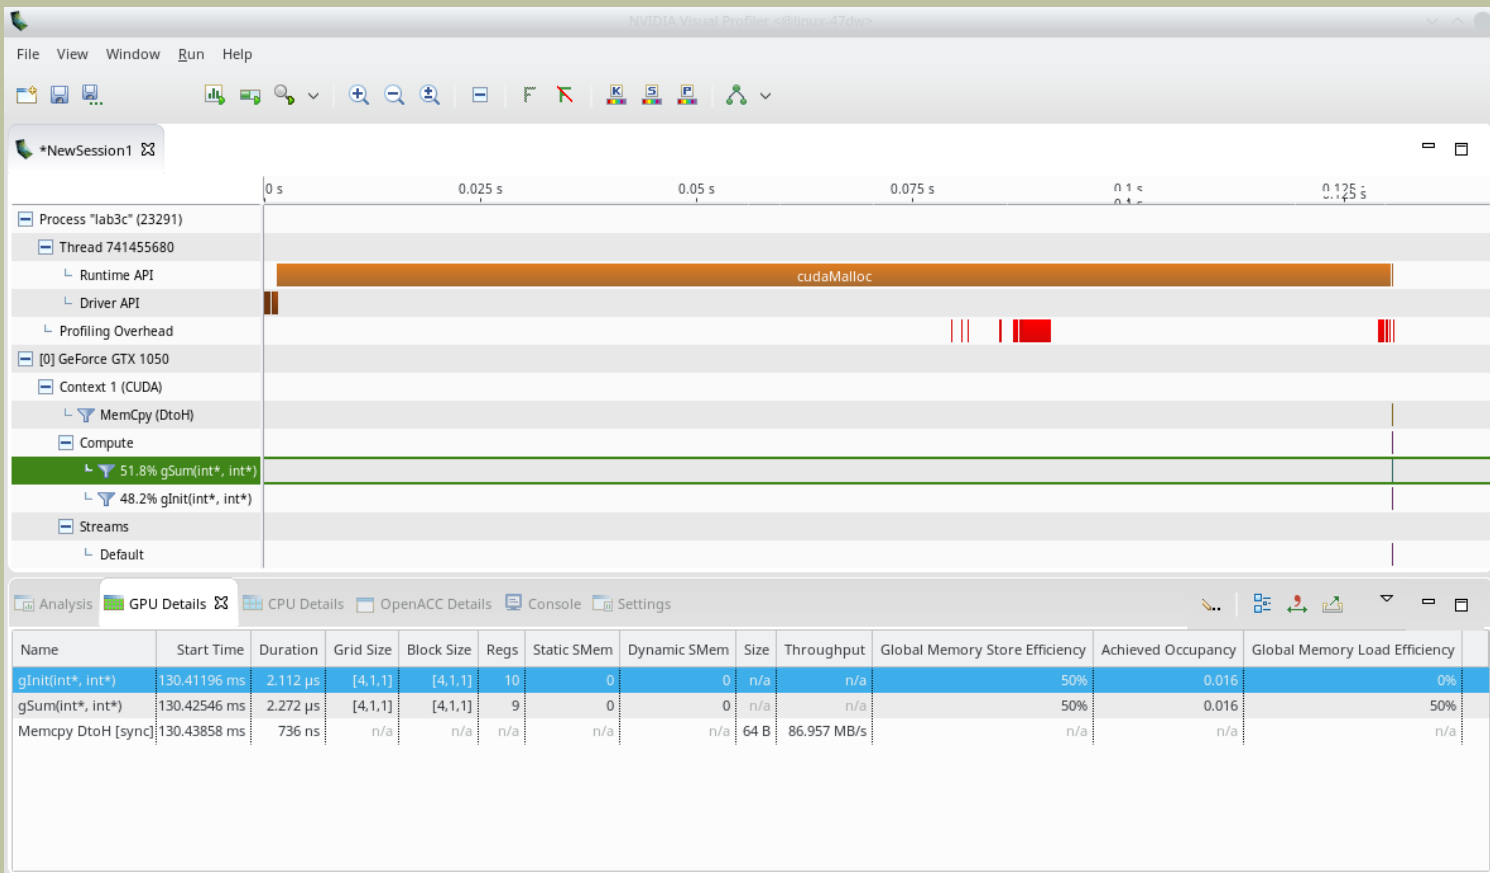 NVIDIA Visual Profiler <@linux-47dw>
File View Window Run Help
F F K S P
*NewSession1
0 s 0.025 s 0.05 s 0.075 s 0.1 s 0.125 s
Process "lab3c" (23291)
Thread 741455680
Runtime API cudaMalloc
Driver API
Profiling Overhead
[0] GeForce GTX 1050
Context 1 (CUDA)
MemCpy (DtoH)
Compute
51.8% gSum(int*, int*)
48.2% gInit(int*, int*)
Streams
Default
Analysis GPU Details CPU Details OpenACC Details Console Settings
Name Start Time Duration Grid Size Block Size Regs Static SMem Dynamic SMem Size Throughput Global Memory Store Efficiency Achieved Occupancy Global Memory Load Efficiency
gInit(int*, int*) 130.41196 ms 2.112 µs [4,1,1] [4,1,1] 10 0 0 n/a n/a 50% 0.016 0%
gSum(int*, int*) 130.42546 ms 2.272 µs [4,1,1] [4,1,1] 9 0 0 n/a n/a 50% 0.016 50%
Memcpy DtoH [sync] 130.43858 ms 736 ns n/a n/a n/a n/a n/a 64 B 86.957 MB/s n/a n/a n/a